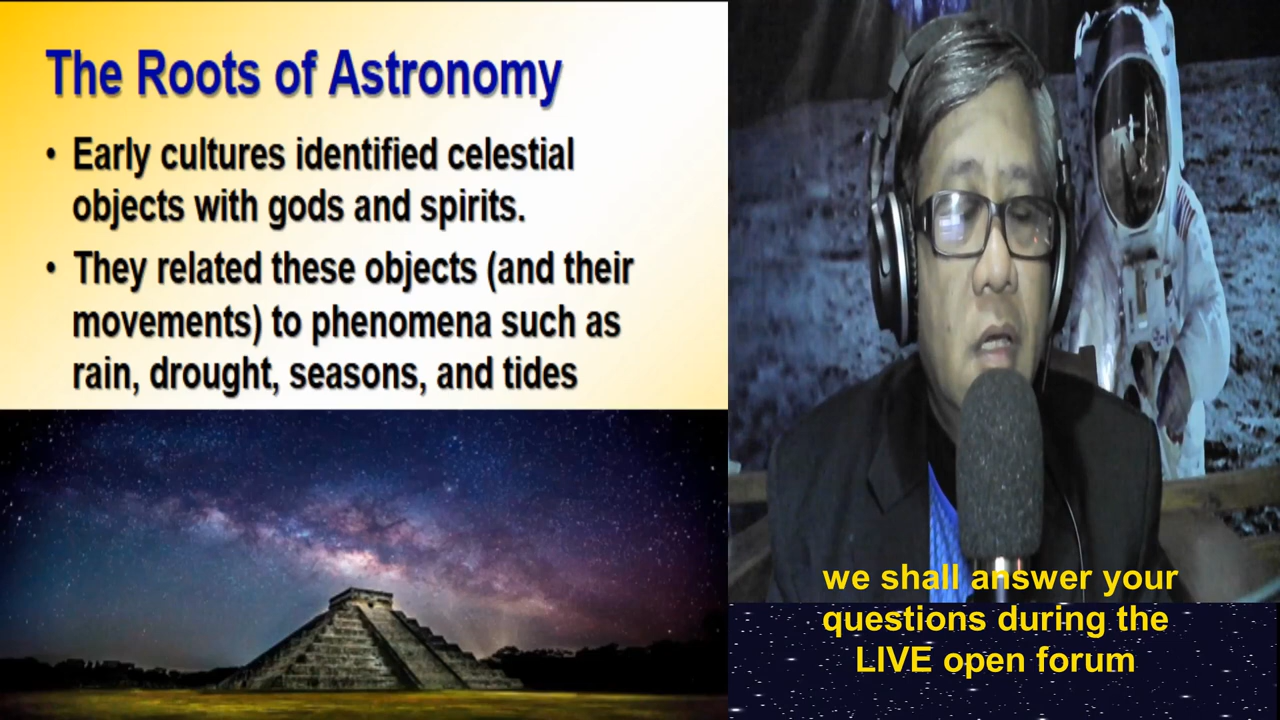 The Roots of Astronomy
• Early cultures identified celestial
objects with gods and spirits.
• They related these objects (and their
movements) to phenomena such as
rain, drought, seasons, and tides
we shall answer your
questions during the
LIVE open forum